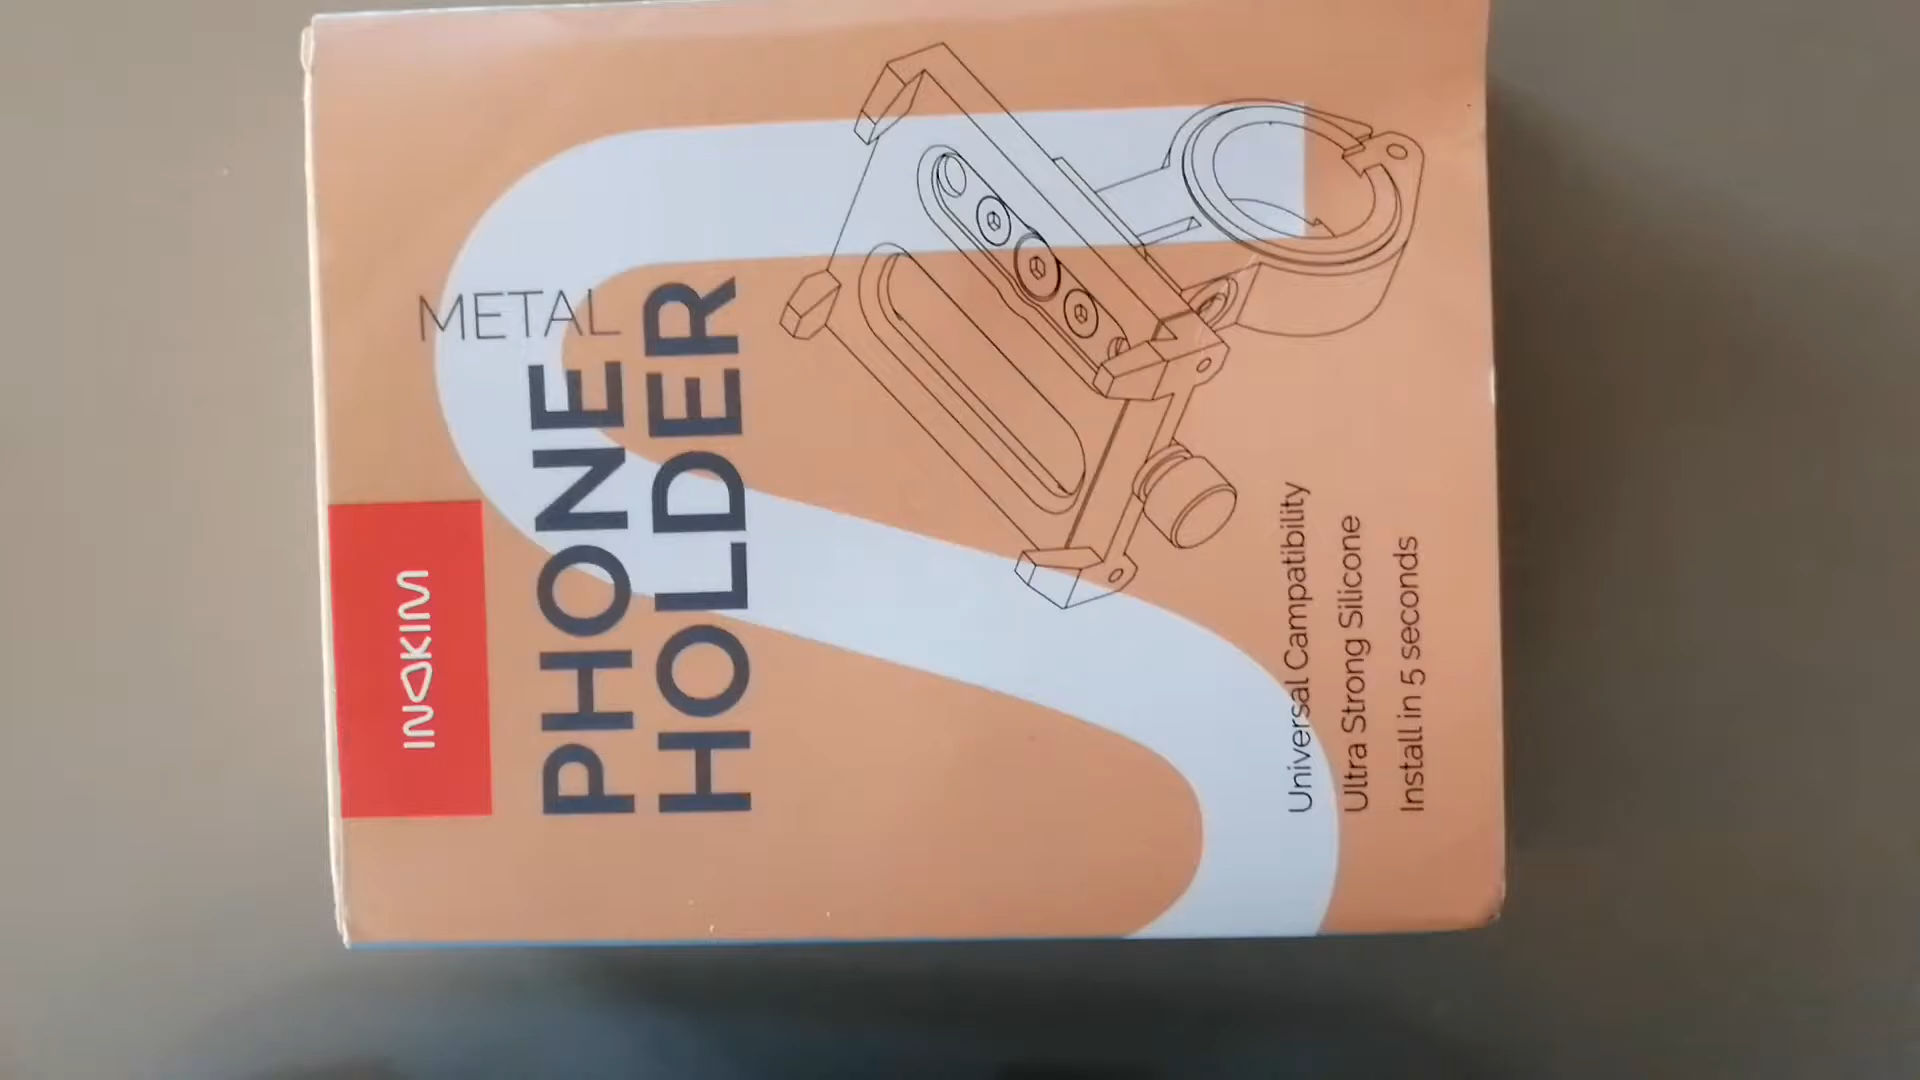 INOKIM
METAL
PHONE
HOLDER
Universal Campatibility
Ultra Strong Silicone
Install in 5 seconds